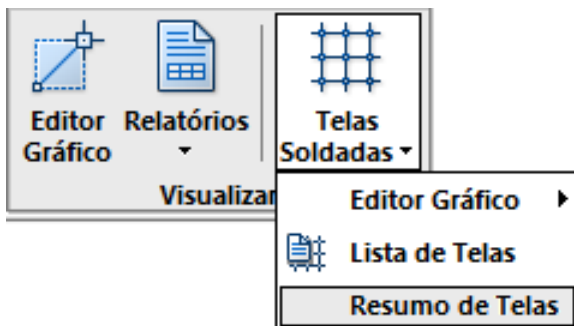 Editor Gráfico
Relatórios
Telas Soldadas
Visualizar
Editor Gráfico
Lista de Telas
Resumo de Telas